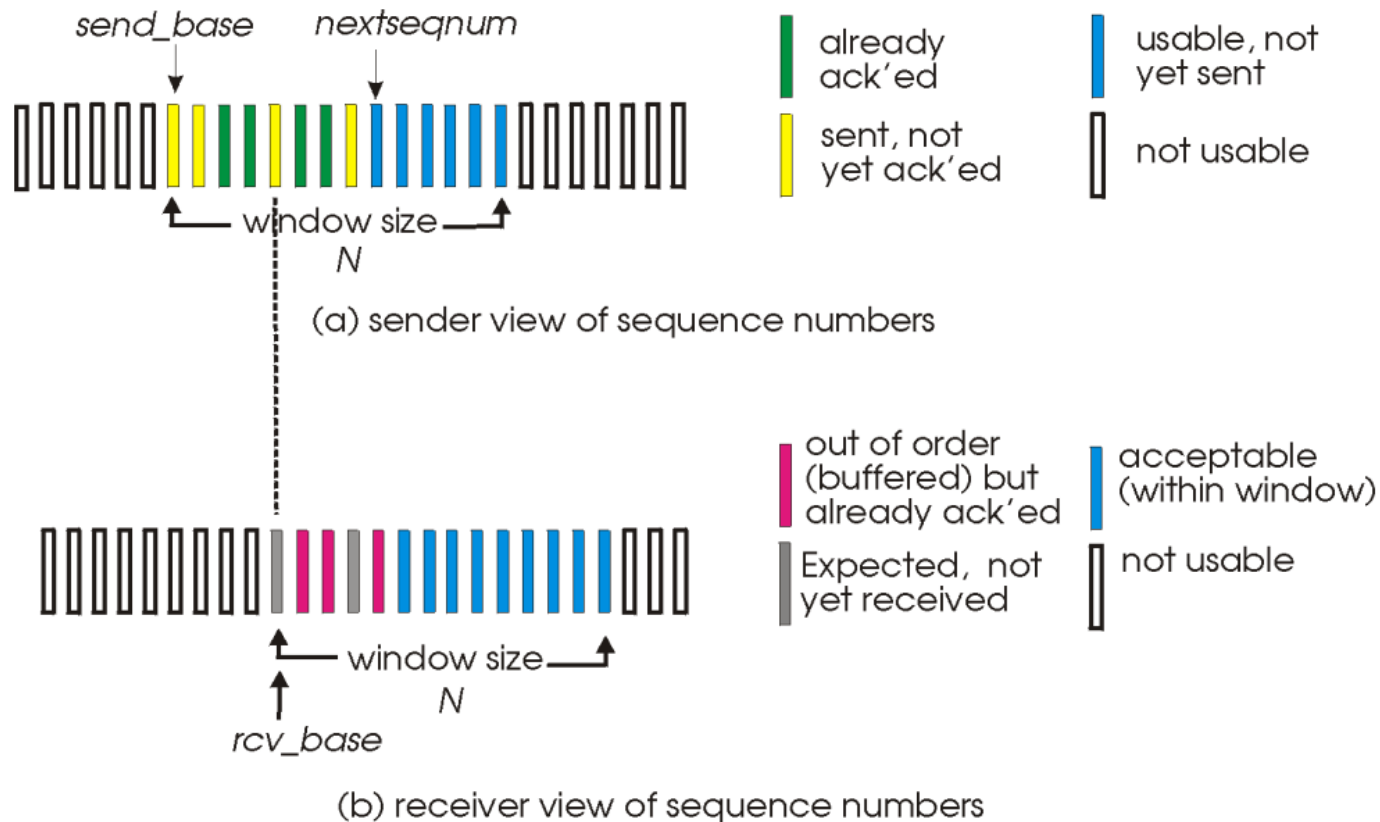 send_base
nextseqnum
already
ack'ed
usable, not
yet sent
sent, not
yet ack'ed
not usable
window size
N
(a) sender view of sequence numbers
out of order
(buffered) but
already ack'ed
acceptable
(within window)
Expected, not
yet received
not usable
window size
N
rcv_base
(b) receiver view of sequence numbers